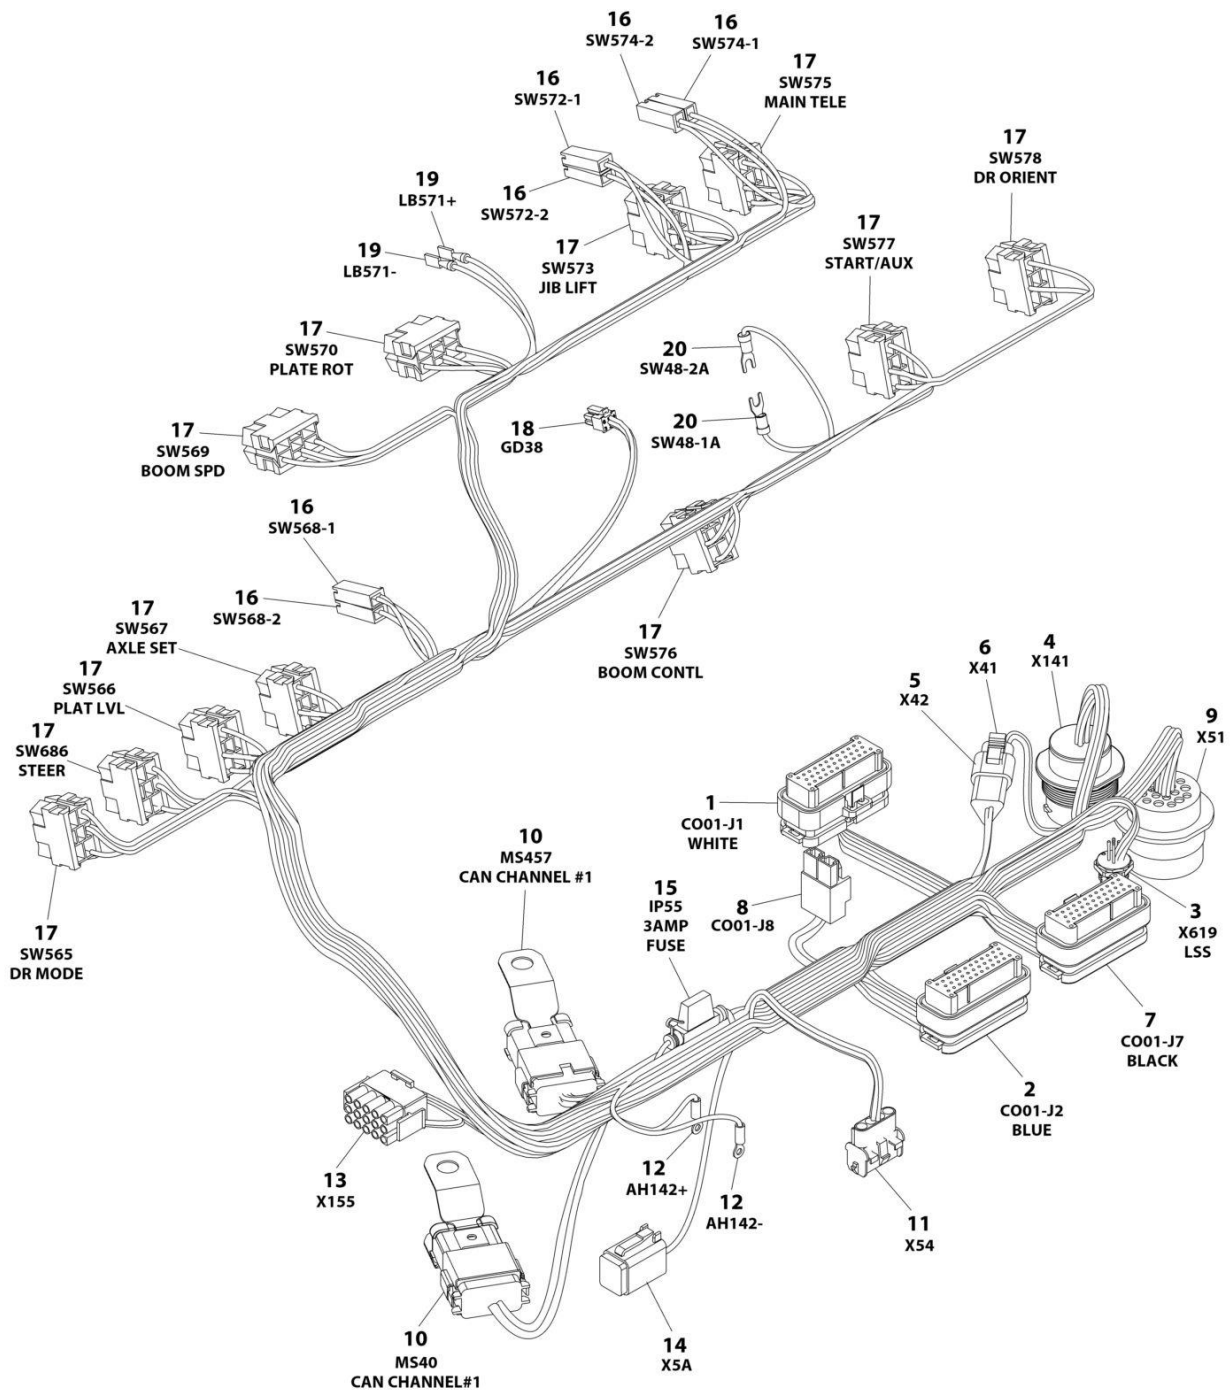 16
SW574-2
16
SW574-1
17
SW575
MAIN TELE
16
SW572-1
17
SW578
DR ORIENT
19
LB571+
16
SW572-2
17
SW577
START/AUX
19
LB571-
17
SW573
JIB LIFT
17
SW570
PLATE ROT
20
SW48-2A
20
SW48-1A
18
GD38
17
SW569
BOOM SPD
16
SW568-1
16
SW568-2
17
SW567
AXLE SET
17
SW576
BOOM CONTL
17
SW566
PLAT LVL
17
SW686
STEER
6
X41
4
X141
5
X42
9
X51
1
CO01-J1
WHITE
10
MS457
CAN CHANNEL #1
15
IP55
3AMP
FUSE
8
CO01-J8
3
X619
LSS
17
SW565
DR MODE
7
CO01-J7
BLACK
2
CO01-J2
BLUE
13
X155
12
AH142+
12
AH142-
11
X54
10
MS40
CAN CHANNEL#1
14
X5A